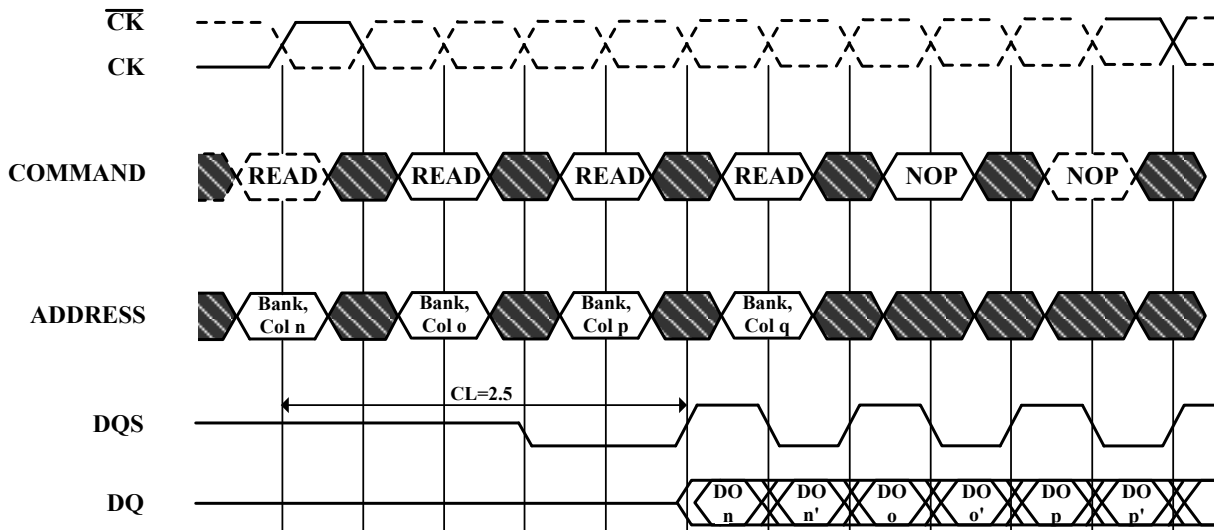 CK
CK
COMMAND
READ READ READ READ NOP NOP
ADDRESS
Bank, Bank, Bank, Bank,
Col n Col o Col p Col q
CL=2.5
DQS
DQ
DO DO DO DO DO DO
n n' o o' p p'